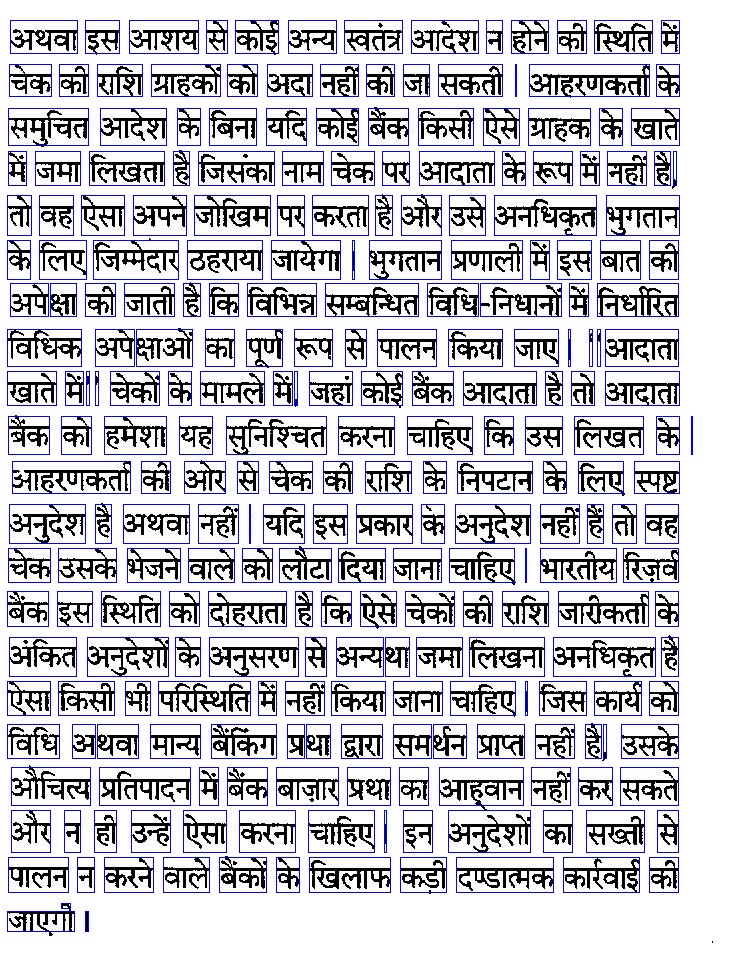 अथवा इस आशय से कोई अन्य स्वतंत्र आदेश न होने की स्थिति में
चेक की राशि ग्राहकों को अदा नहीं की जा सकती । आहरणकर्ता के
समुचित आदेश के बिना यदि कोई बैंक किसी ऐसे ग्राहक के खाते
में जमा लिखता है जिसका नाम चेक पर आदाता के रूप में नहीं है,
तो वह ऐसा अपने जोखिम पर करता है और उसे अनधिकृत भुगतान
के लिए जिम्मेदार ठहराया जायेगा । भुगतान प्रणाली में इस बात की
अपेक्षा की जाती है कि विभिन्न सम्बन्धित विधि-निधानों में निर्धारित
विधिक अपेक्षाओं का पूर्ण रूप से पालन किया जाए । "आदाता
खाते में" चेकों के मामले में, जहां कोई बैंक आदाता है तो आदाता
बैंक को हमेशा यह सुनिश्चित करना चाहिए कि उस लिखत के
आहरणकर्ता की ओर से चेक की राशि के निपटान के लिए स्पष्ट
अनुदेश है अथवा नहीं । यदि इस प्रकार के अनुदेश नहीं हैं तो वह
चेक उसके भेजने वाले को लौटा दिया जाना चाहिए । भारतीय रिज़र्व
बैंक इस स्थिति को दोहराता है कि ऐसे चेकों की राशि जारीकर्ता के
अंकित अनुदेशों के अनुसरण से अन्यथा जमा लिखना अनधिकृत है
ऐसा किसी भी परिस्थिति में नहीं किया जाना चाहिए । जिस कार्य को
विधि अथवा मान्य बैंकिंग प्रथा द्वारा समर्थन प्राप्त नहीं है, उसके
औचित्य प्रतिपादन में बैंक बाज़ार प्रथा का आह्वान नहीं कर सकते
और न ही उन्हें ऐसा करना चाहिए । इन अनुदेशों का सख्ती से
पालन न करने वाले बैंकों के खिलाफ कड़ी दण्डात्मक कार्रवाई की
जाएगी ।